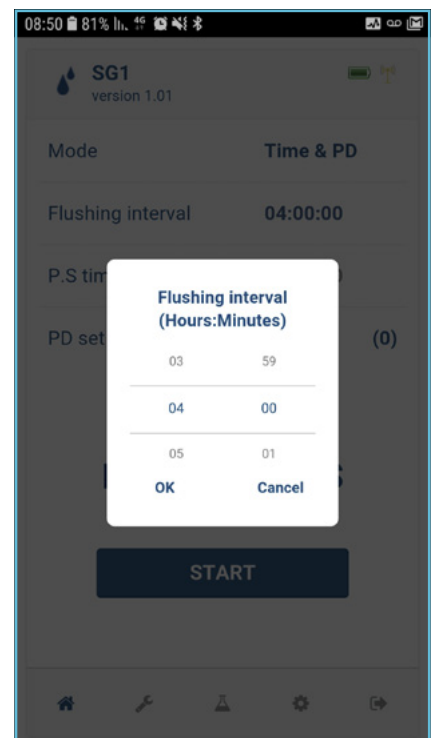 08:50 81% 4G
SG1
version 1.01
Mode Time & PD
Flushing interval 04:00:00
P.S tim
PD set (0)
Flushing interval
(Hours:Minutes)
03 59
04 00
05 01
OK Cancel
START